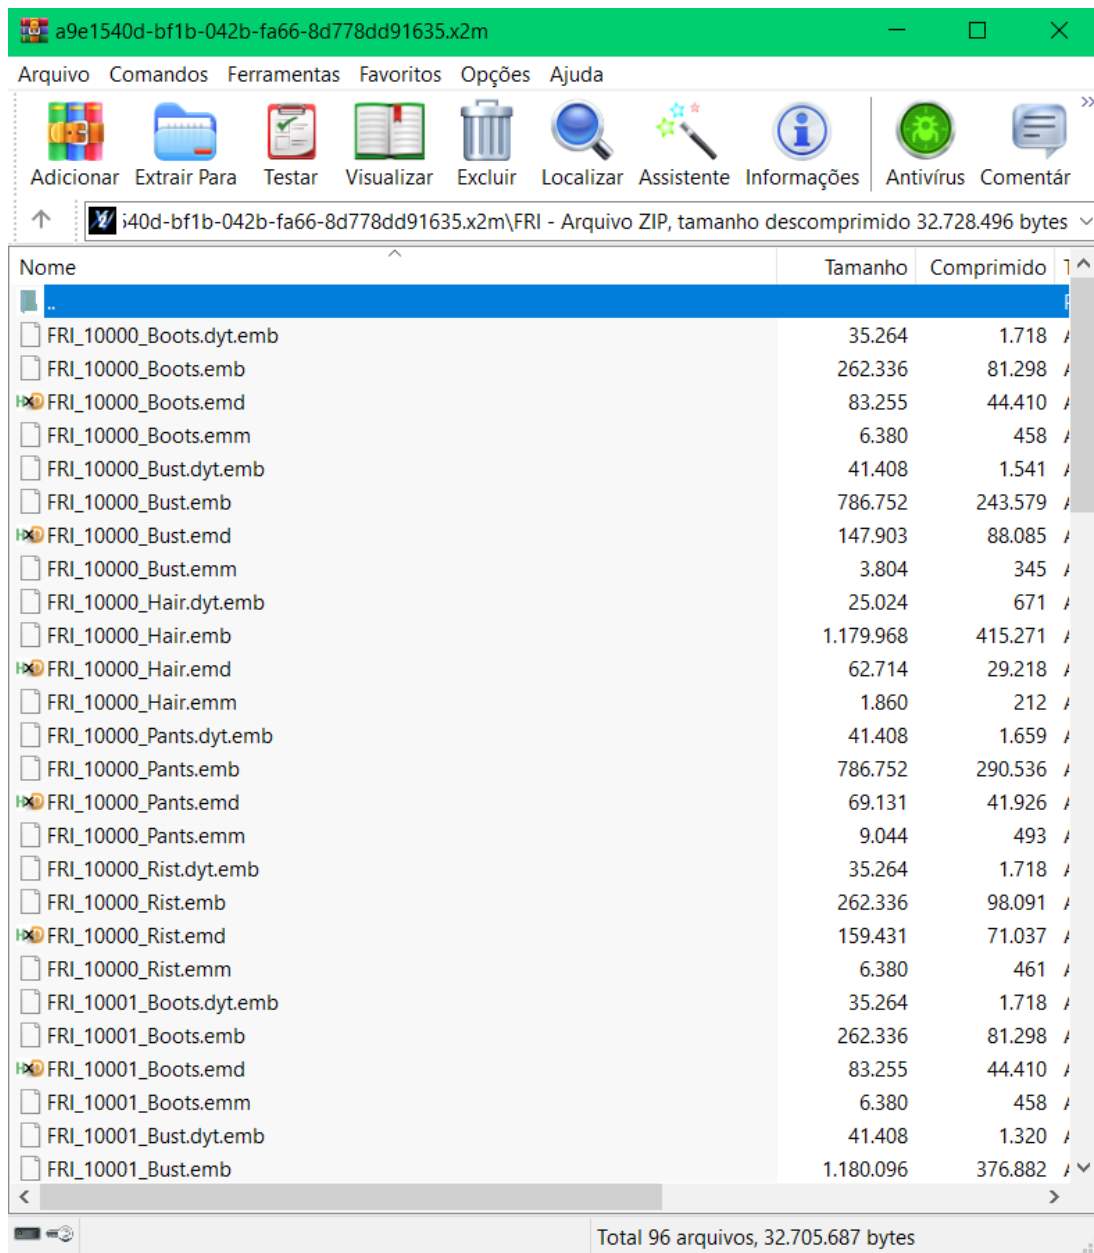 a9e1540d-bf1b-042b-fa66-8d778dd91635.x2m
Arquivo Comandos Ferramentas Favoritos Opções Ajuda
Adicionar Extrair Para Testar Visualizar Excluir Localizar Assistente Informações Antivírus Comentár
540d-bf1b-042b-fa66-8d778dd91635.x2m\FRI - Arquivo ZIP, tamanho descomprimido 32.728.496 bytes
Nome Tamanho Comprimido
..
FRI_10000_Boots.dyt.emb 35.264 1.718
FRI_10000_Boots.emb 262.336 81.298
FRI_10000_Boots.emd 83.255 44.410
FRI_10000_Boots.emm 6.380 458
FRI_10000_Bust.dyt.emb 41.408 1.541
FRI_10000_Bust.emb 786.752 243.579
FRI_10000_Bust.emd 147.903 88.085
FRI_10000_Bust.emm 3.804 345
FRI_10000_Hair.dyt.emb 25.024 671
FRI_10000_Hair.emb 1.179.968 415.271
FRI_10000_Hair.emd 62.714 29.218
FRI_10000_Hair.emm 1.860 212
FRI_10000_Pants.dyt.emb 41.408 1.659
FRI_10000_Pants.emb 786.752 290.536
FRI_10000_Pants.emd 69.131 41.926
FRI_10000_Pants.emm 9.044 493
FRI_10000_Rist.dyt.emb 35.264 1.718
FRI_10000_Rist.emb 262.336 98.091
FRI_10000_Rist.emd 159.431 71.037
FRI_10000_Rist.emm 6.380 461
FRI_10001_Boots.dyt.emb 35.264 1.718
FRI_10001_Boots.emb 262.336 81.298
FRI_10001_Boots.emd 83.255 44.410
FRI_10001_Boots.emm 6.380 458
FRI_10001_Bust.dyt.emb 41.408 1.320
FRI_10001_Bust.emb 1.180.096 376.882
Total 96 arquivos, 32.705.687 bytes